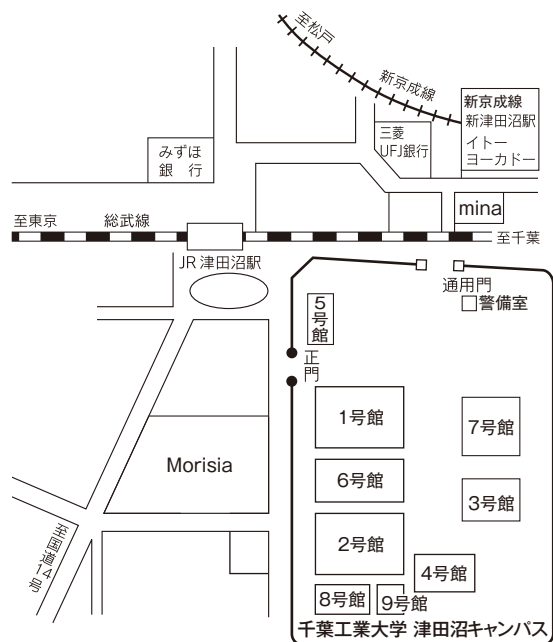 至松戸
新京成線
新京成線
新津田沼駅
イトー
ヨーカドー
三菱
UFJ銀行
みずほ
銀行
mina
至東京
総武線
至千葉
JR津田沼駅
通用門
警備室
5号館
正門
1号館
7号館
Morisia
6号館
3号館
2号館
至国道14号
4号館
8号館
9号館
千葉工業大学 津田沼キャンパス